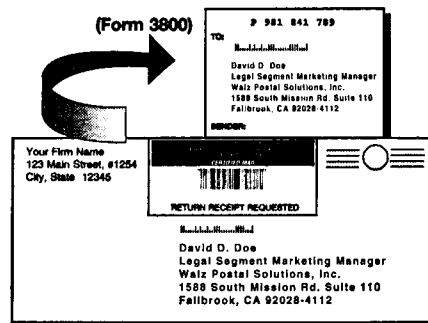 (Form 3800)
P 981 841 789
TO:
David D. Doe
Legal Segment Marketing Manager
Walz Postal Solutions, Inc.
1588 South Mission Rd. Suite 110
Fallbrook, CA 92028-4112
SENDER:
Your Firm Name
123 Main Street, #1254
City, State 12345
CERTIFIED MAIL
RETURN RECEIPT REQUESTED
David D. Doe
Legal Segment Marketing Manager
Walz Postal Solutions, Inc.
1588 South Mission Rd. Suite 110
Fallbrook, CA 92028-4112